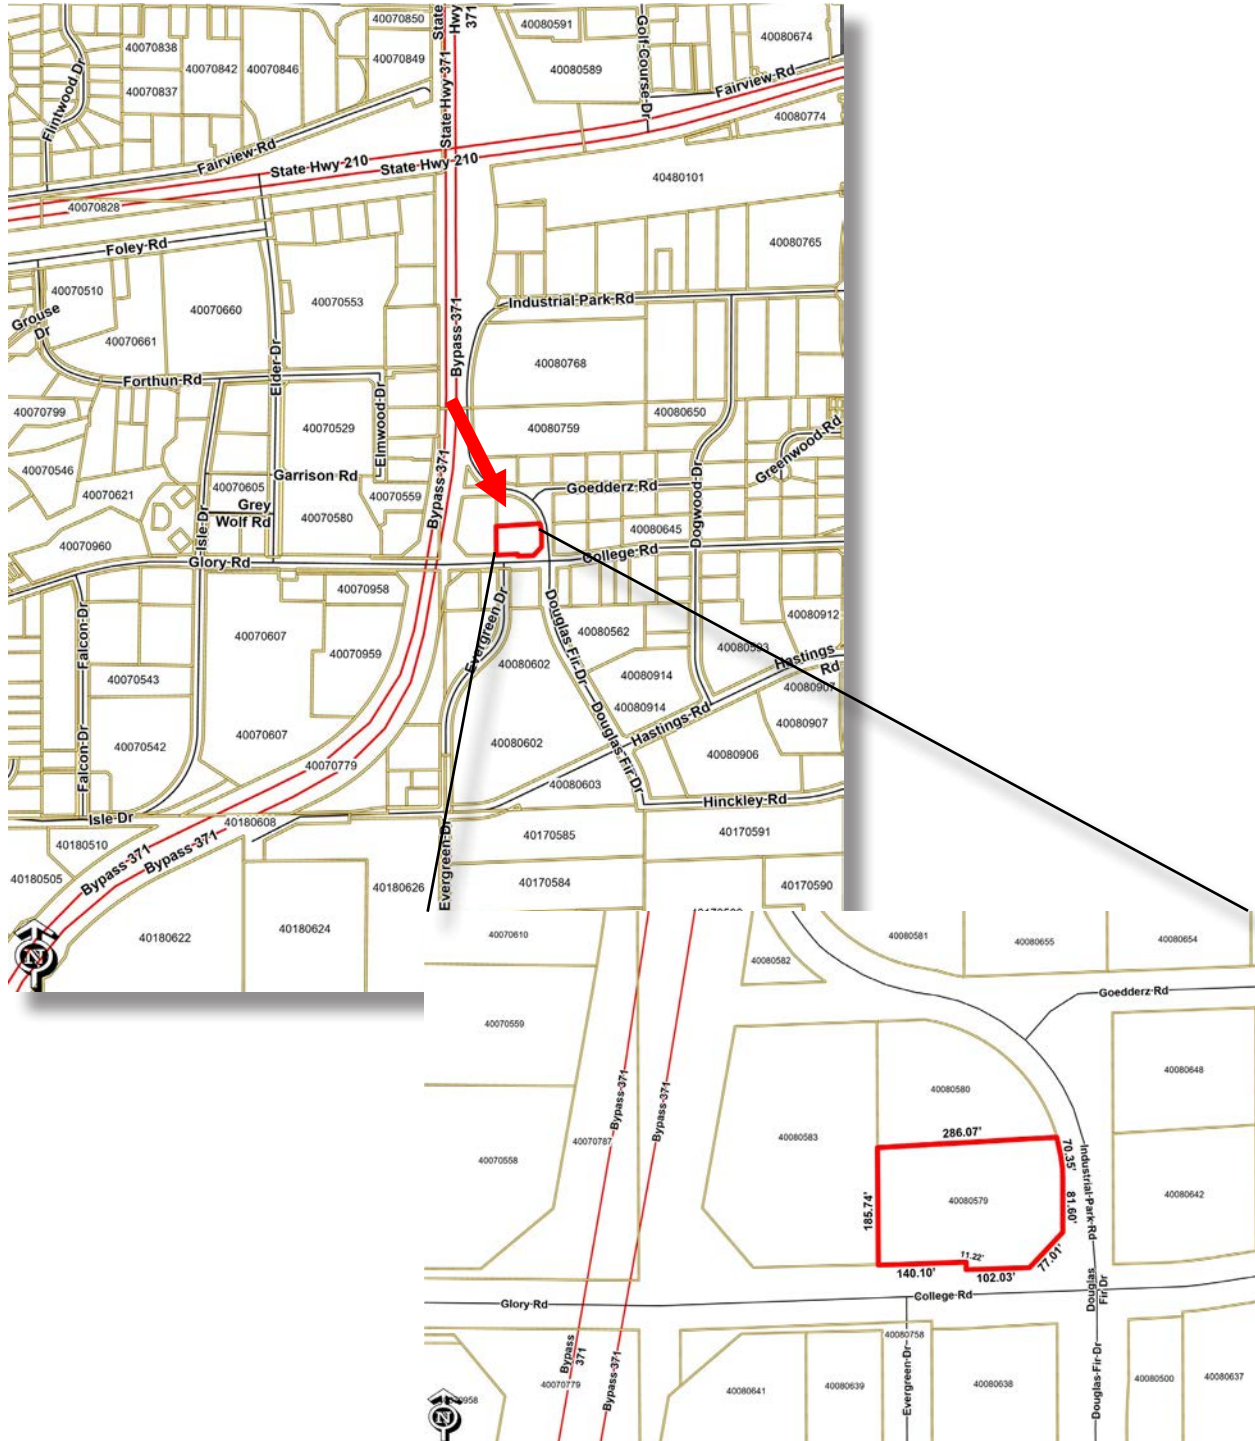 State Hwy 371
State Hwy 371
40070850
40080591
40070838
40070842
40070846
40070849
40080589
Golf Course Dr
40080674
Flintwood Dr
40070837
State-Hwy-371
Fairview-Rd
40080774
Fairview-Rd
State-Hwy-210
State-Hwy-210
40480101
40070828
Foley-Rd
40080765
40070510
40070660
40070553
Industrial-Park-Rd
Grouse
Dr
40070661
Bypass-371
Elder-Dr
40080768
Forthun-Rd
Elmwood-Dr
40070799
40070529
40080650
40080759
Greenwood-Rd
40070546
40070621
40070605
Garrison Rd
40070559
Bypass-371
Goedderz-Rd
Dogwood-Dr
Grey
Wolf Rd
40070580
40080645
Isle-Dr
40070960
College-Rd
Glory-Rd
40070958
Evergreen-Dr
Douglas-Fir-Dr
40080562
40080912
Falcon-Dr
40070607
40070959
40080602
40080593
Hastings
Rd
40070543
40080914
40080907
40080914
Douglas-Fir-Dr
Hastings-Rd
40080907
40070542
40070607
40080602
40080906
Falcon-Dr
40070779
40080603
Hinckley-Rd
Isle Dr
40180608
40180510
Bypass-371
Bypass-371
Evergreen-Dr
40170585
40170591
40180505
40180626
40170584
40170590
40180622
40180624
N
40070610
40080581
40080655
40080654
40080582
Goedderz-Rd
40070559
40080648
40080580
Bypass-371
Bypass-371
40070787
40080583
286.07'
70.35'
40070558
185.74'
40080579
81.60'
Industrial-Park-Rd
40080642
11.22'
77.01'
140.10'
102.03'
Glory-Rd
College-Rd
Douglas
Fir Dr
40080758
Bypass
371
Bypass-371
Evergreen-Dr
Douglas-Fir-Dr
40070779
40080641
40080639
40080638
40080500
40080637
N